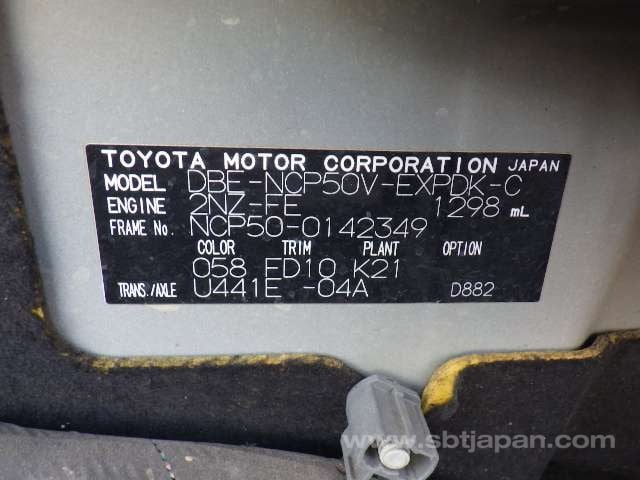 TOYOTA MOTOR CORPORATION JAPAN
MODEL DBE-NCP50V-EXPDK-C
ENGINE 2NZ-FE 1298 mL
FRAME No. NCP50-0142349
COLOR TRIM PLANT OPTION
058 FD10 K21
TRANS./AXLE U441E -04A D882
www.sbtjapan.com